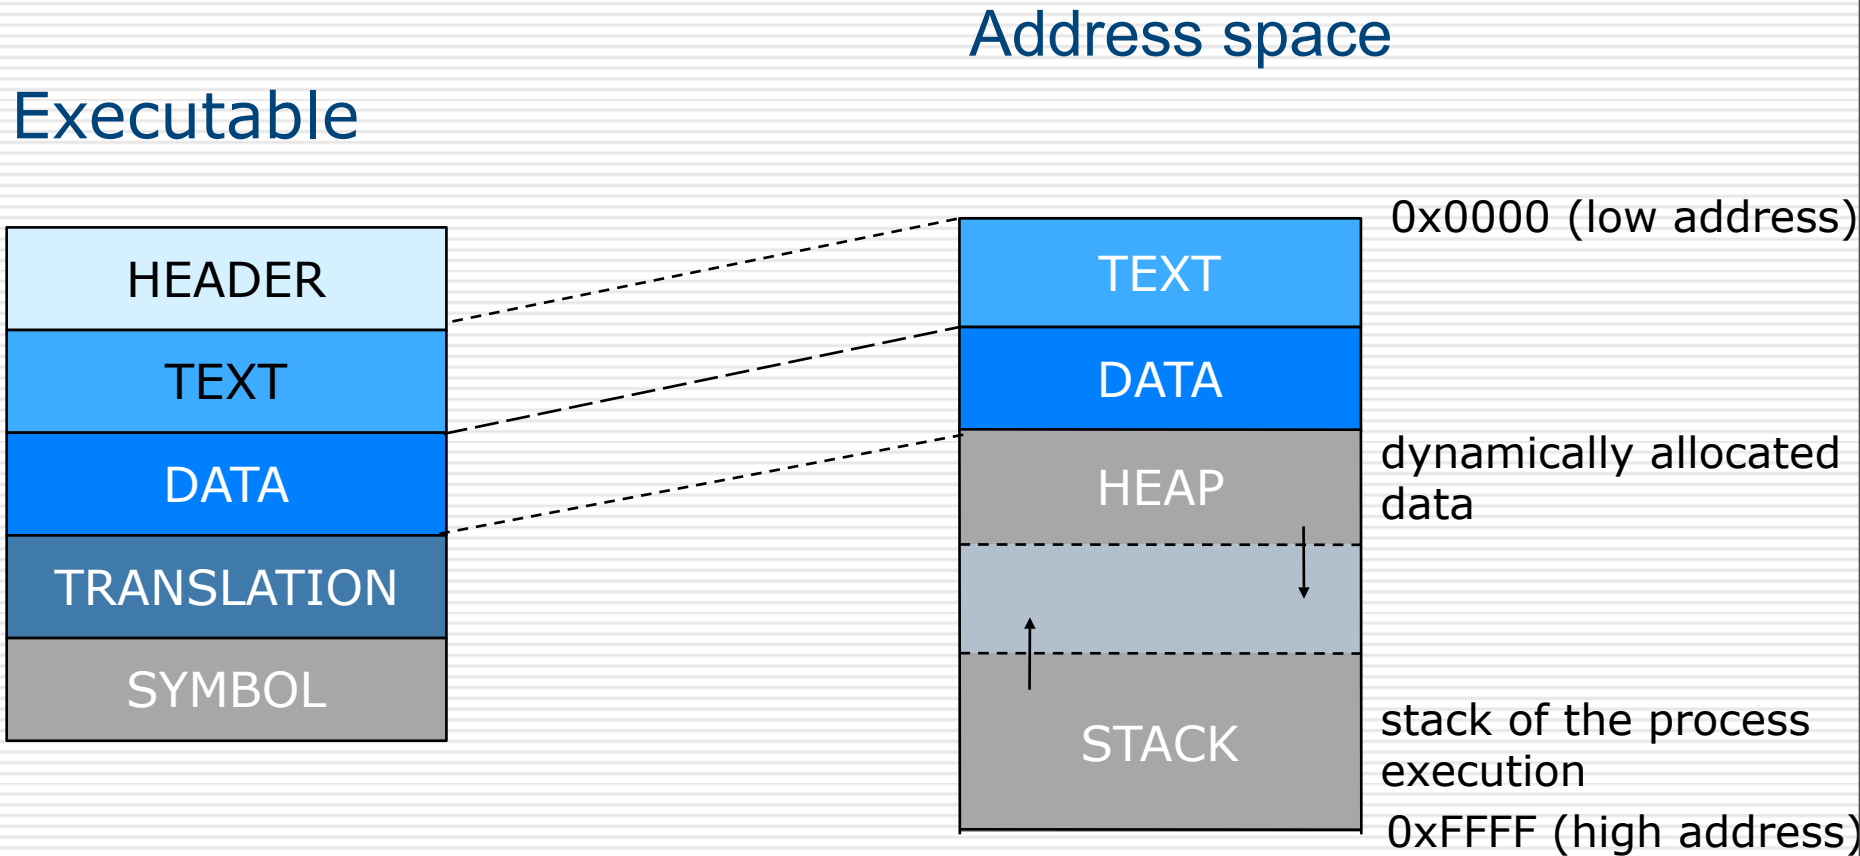 Address space
Executable
HEADER
TEXT
DATA
TRANSLATION
SYMBOL
0x0000 (low address)
TEXT
DATA
HEAP
dynamically allocated
data
STACK
stack of the process
execution
0xFFFF (high address)